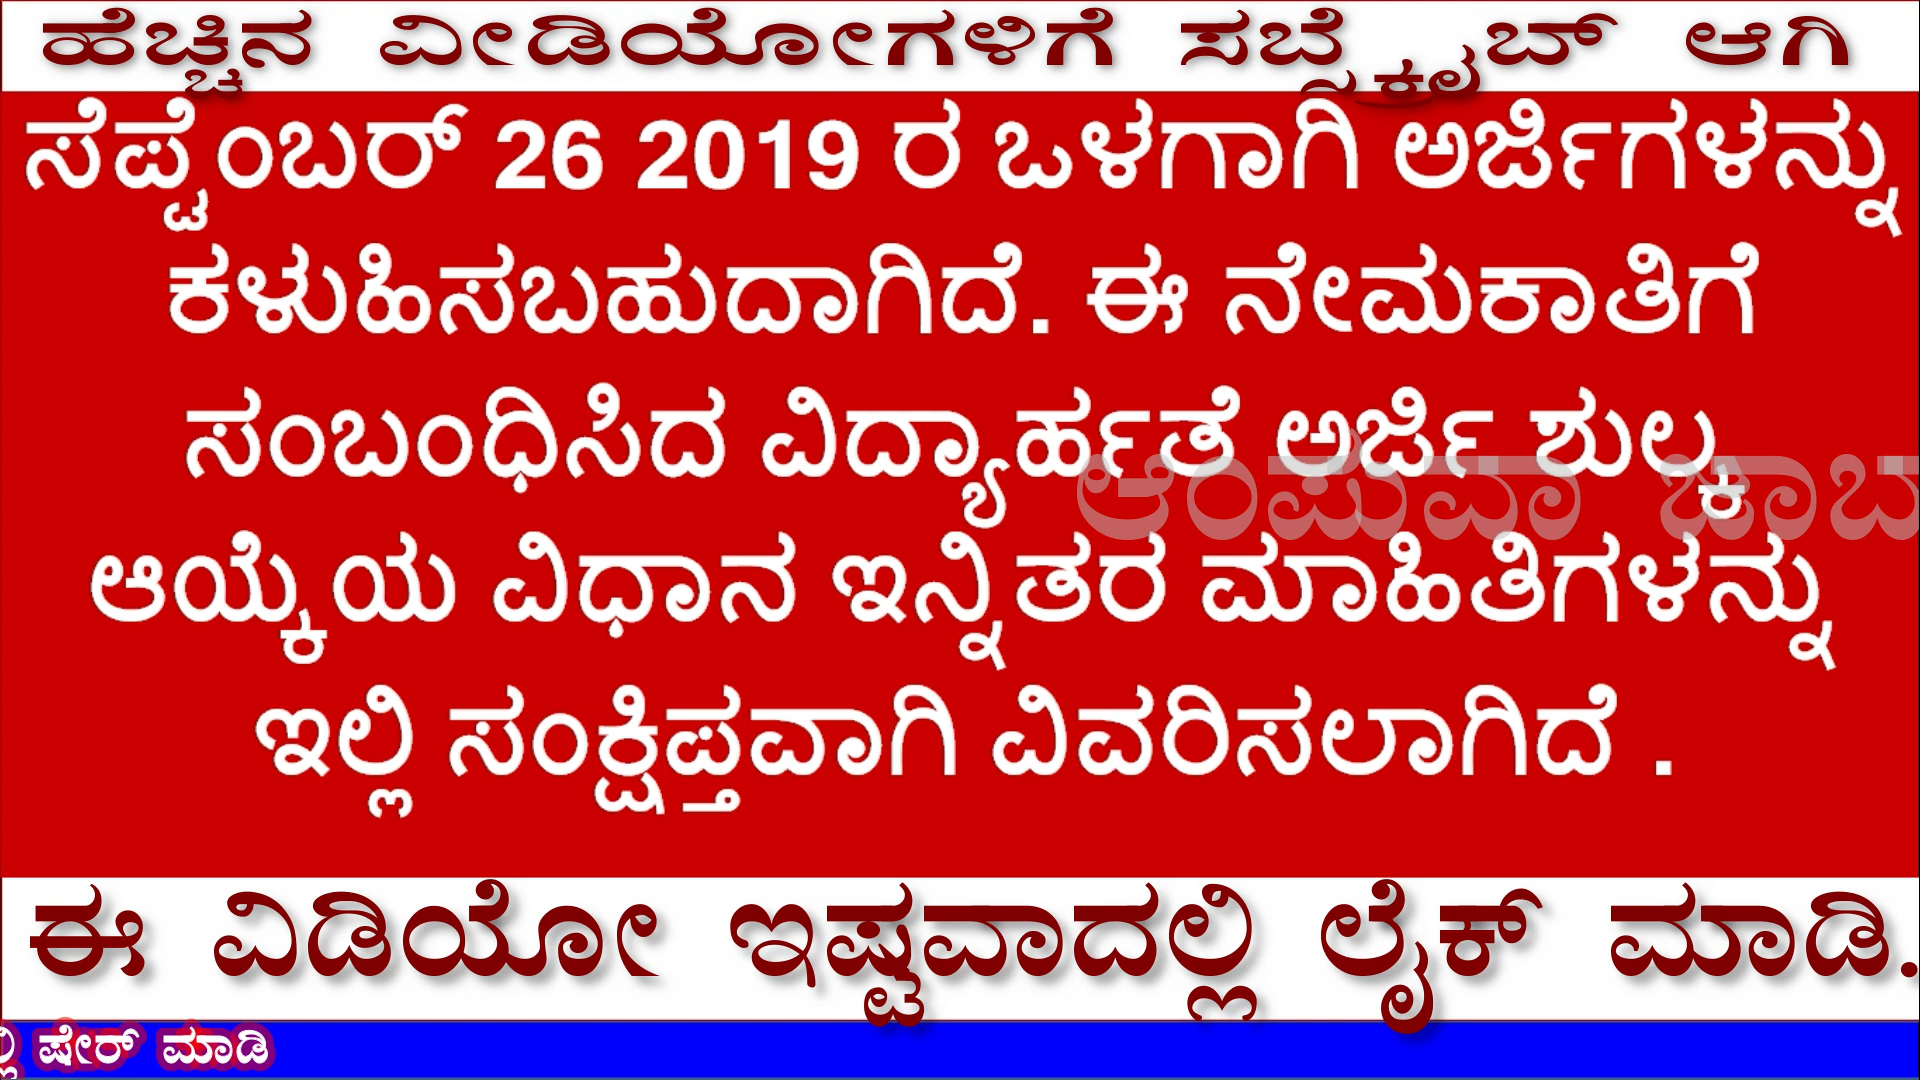 ಹೆಚ್ಚಿನ ವೀಡಿಯೋಗಳಿಗೆ ಸಬ್ಸ್ಕ್ರೈಬ್ ಆಗಿ
ಸೆಪ್ಟೆಂಬರ್ 26 2019 ರ ಒಳಗಾಗಿ ಅರ್ಜಿಗಳನ್ನು
ಕಳುಹಿಸಬಹುದಾಗಿದೆ. ಈ ನೇಮಕಾತಿಗೆ
ಸಂಬಂಧಿಸಿದ ವಿದ್ಯಾರ್ಹತೆ ಅರ್ಜಿ ಶುಲ್ಕ
ಆಯ್ಕೆಯ ವಿಧಾನ ಇನ್ನಿತರ ಮಾಹಿತಿಗಳನ್ನು
ಇಲ್ಲಿ ಸಂಕ್ಷಿಪ್ತವಾಗಿ ವಿವರಿಸಲಾಗಿದೆ .
ಈ ವಿಡಿಯೋ ಇಷ್ಟವಾದಲ್ಲಿ ಲೈಕ್ ಮಾಡಿ.
ಷೇರ್ ಮಾಡಿ